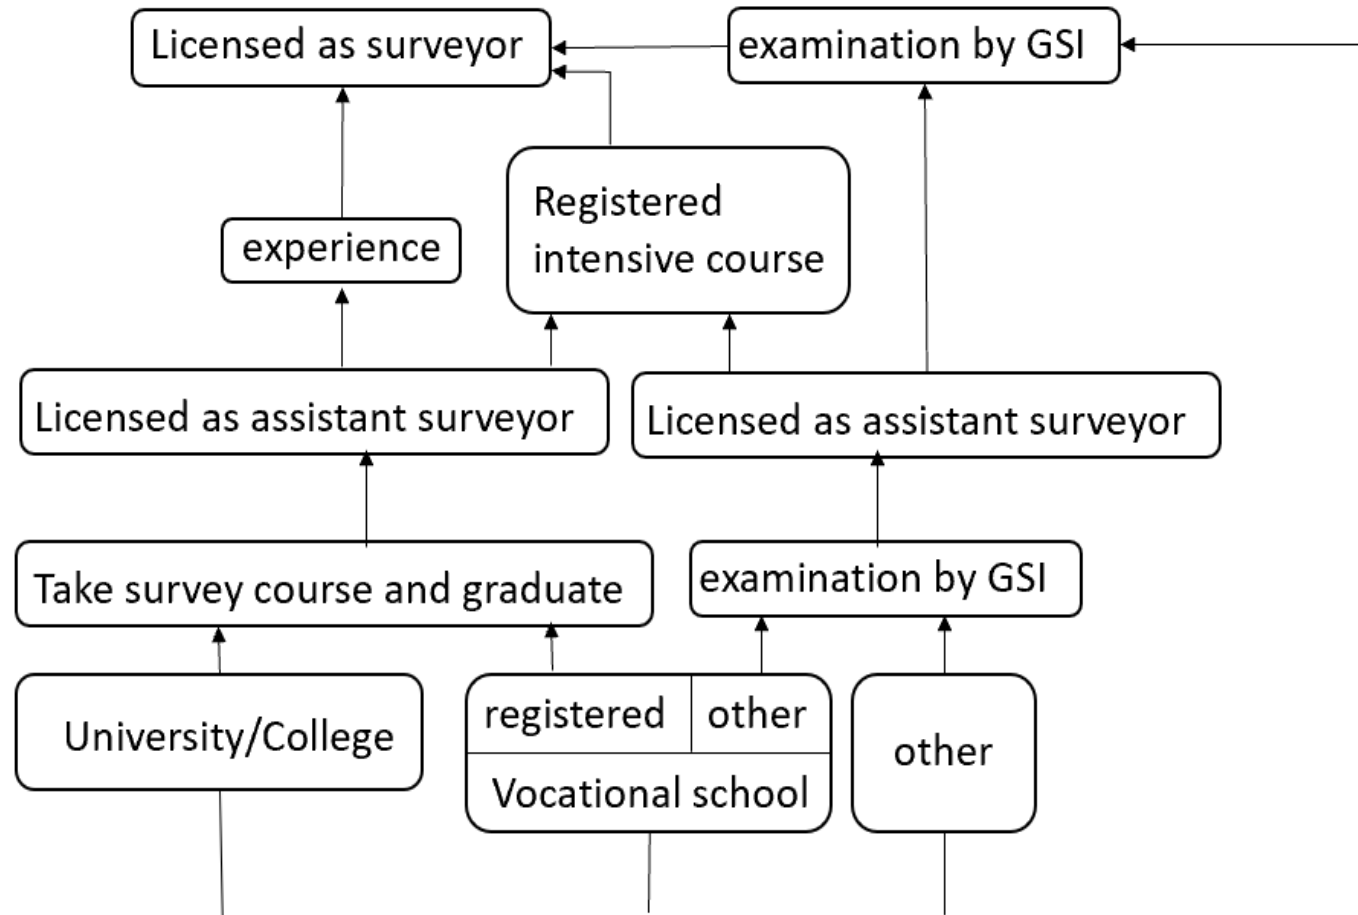 Licensed as surveyor
examination by GSI
Registered
intensive course
experience
Licensed as assistant surveyor
Licensed as assistant surveyor
Take survey course and graduate
examination by GSI
University/College
registered
other
Vocational school
other